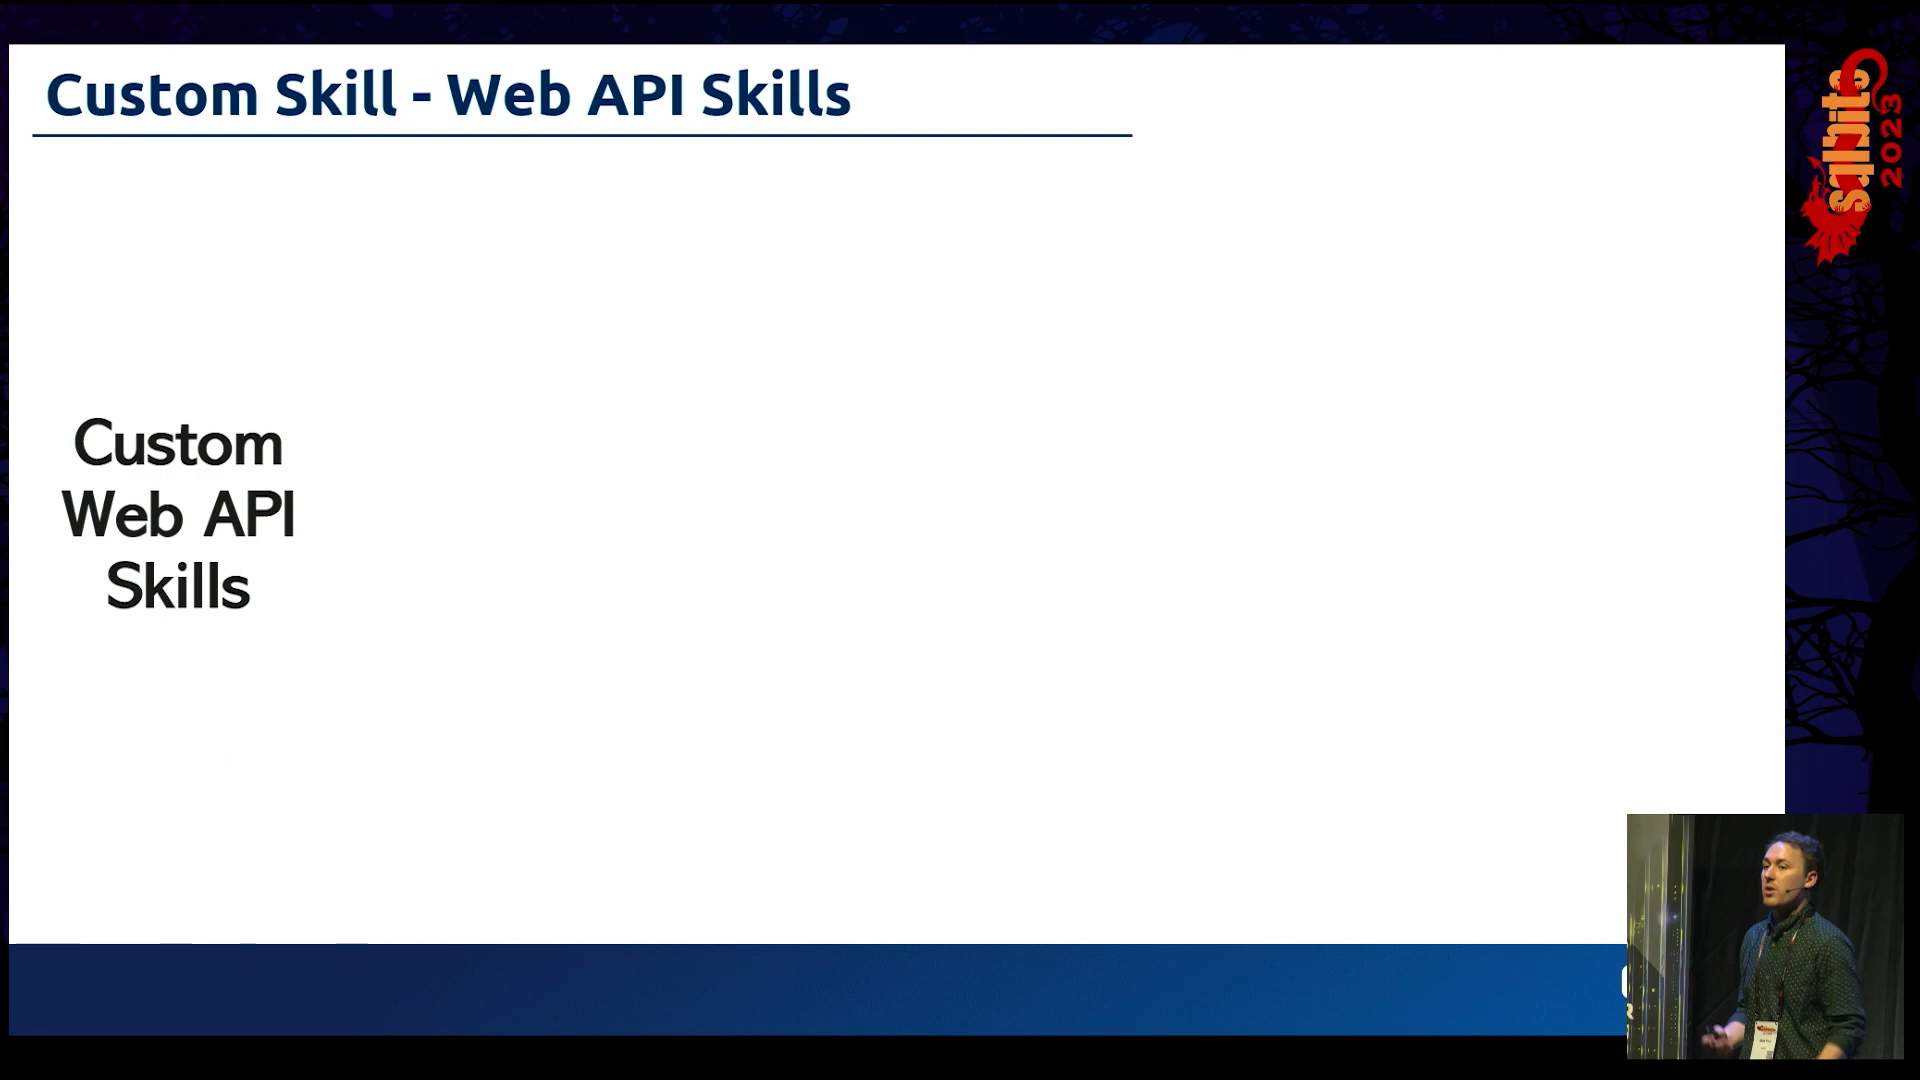 Custom Skill - Web API Skills
Custom
Web API
Skills
sqlbits
2023
R